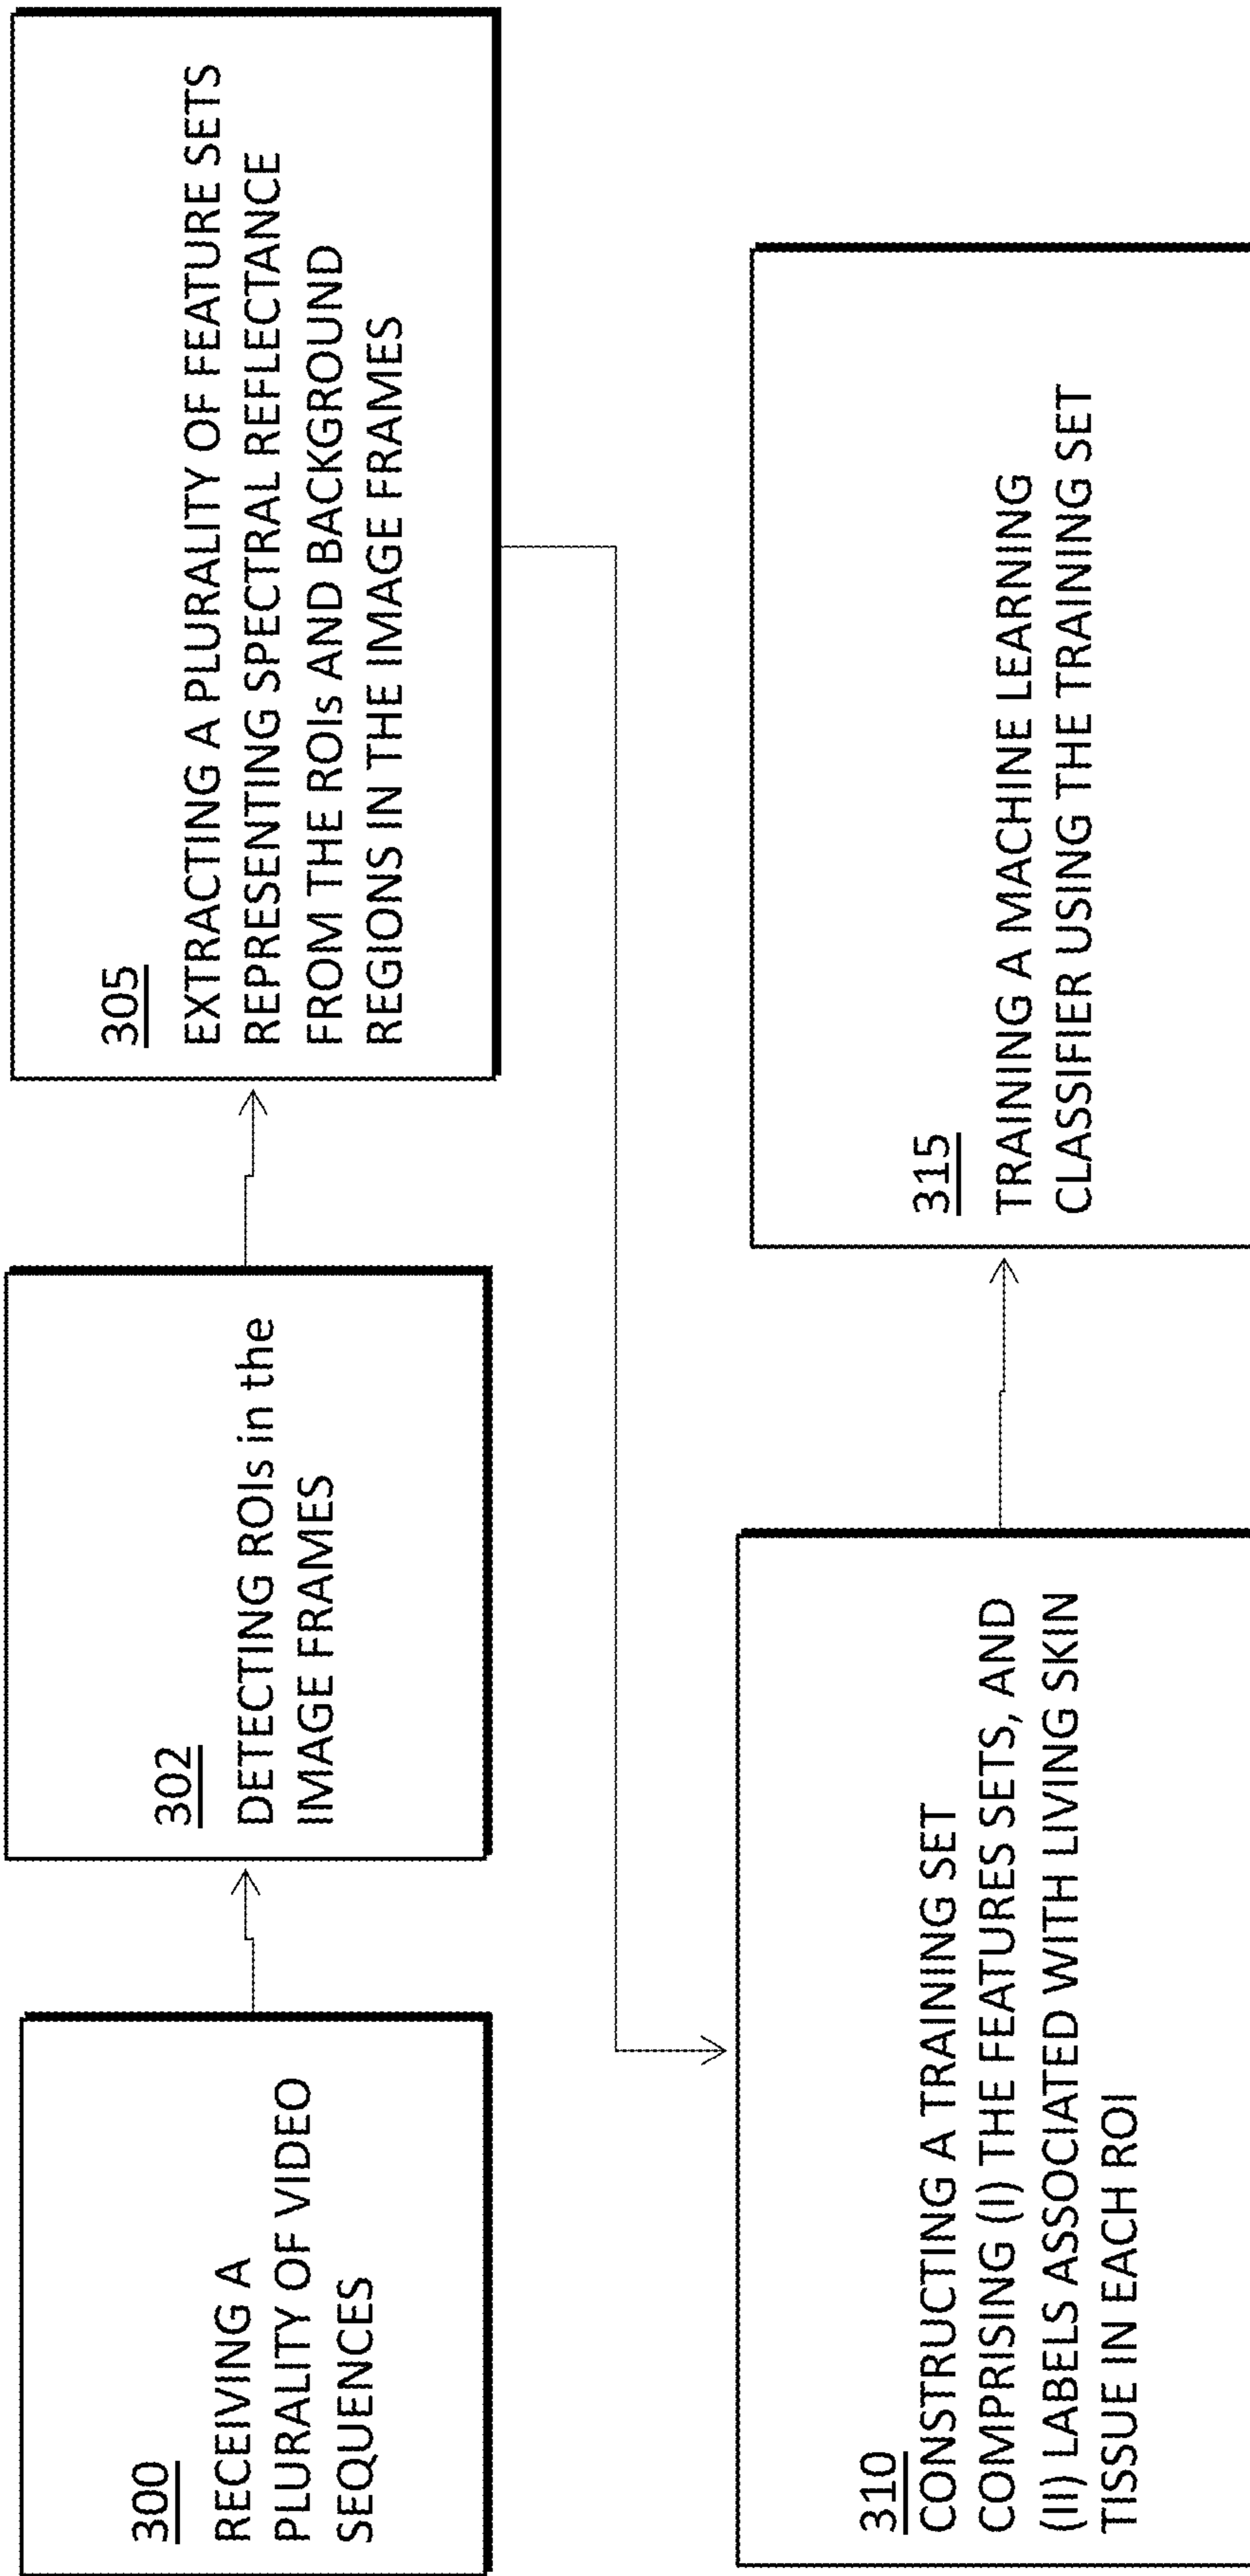 300
RECEIVING A
PLURALITY OF VIDEO
SEQUENCES
302
DETECTING ROIs in the
IMAGE FRAMES
305
EXTRACTING A PLURALITY OF FEATURE SETS
REPRESENTING SPECTRAL REFLECTANCE
FROM THE ROIs AND BACKGROUND
REGIONS IN THE IMAGE FRAMES
310
CONSTRUCTING A TRAINING SET
COMPRISING (I) THE FEATURES SETS, AND
(II) LABELS ASSOCIATED WITH LIVING SKIN
TISSUE IN EACH ROI
315
TRAINING A MACHINE LEARNING
CLASSIFIER USING THE TRAINING SET